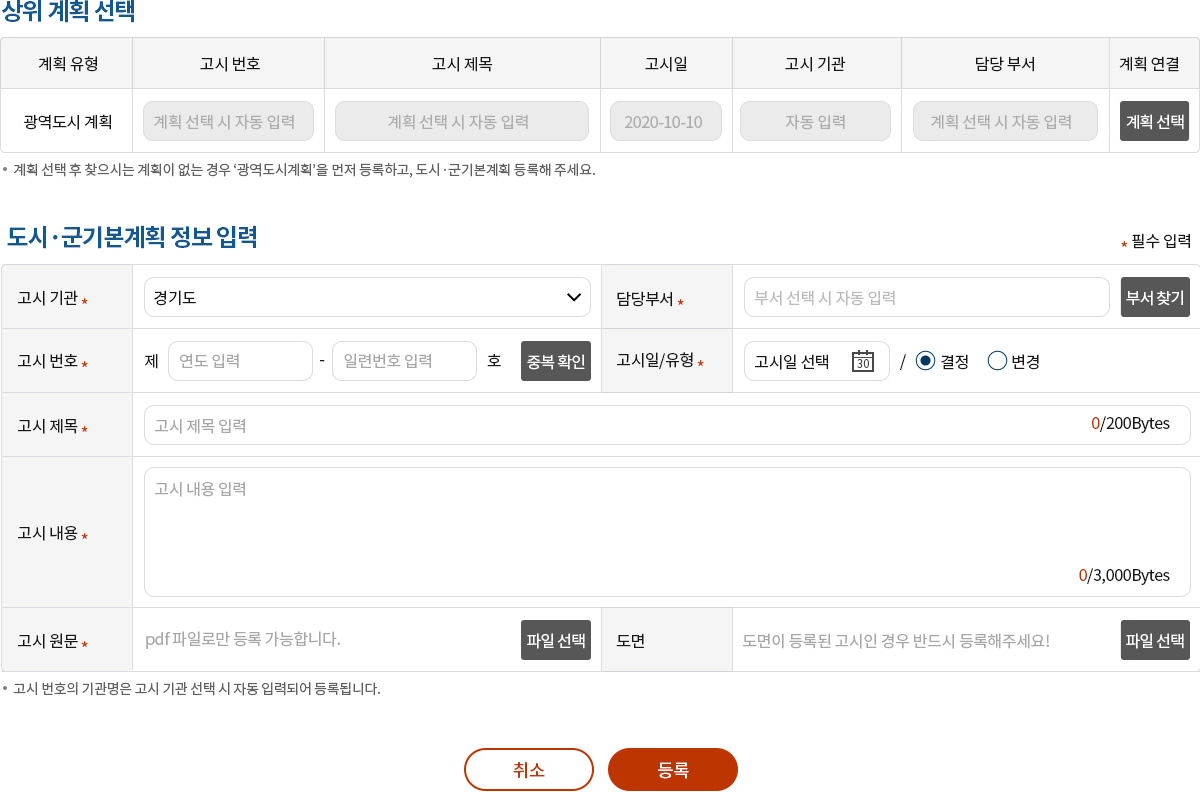 상위 계획 선택
계획 유형 고시 번호 고시 제목 고시일 고시 기관 담당 부서 계획 연결
광역도시 계획 계획 선택 시 자동 입력 계획 선택 시 자동 입력 2020-10-10 자동 입력 계획 선택 시 자동 입력 계획 선택
• 계획 선택 후 찾으시는 계획이 없는 경우 ‘광역도시계획’을 먼저 등록하고, 도시·군기본계획 등록해 주세요.
도시·군기본계획 정보 입력 * 필수 입력
고시 기관 * 경기도 담당부서 * 부서 선택 시 자동 입력 부서 찾기
고시 번호 * 제 연도 입력 - 일련번호 입력 호 중복 확인 고시일/유형 * 고시일 선택 30 / 결정 변경
고시 제목 * 고시 제목 입력 0/200Bytes
고시 내용 * 고시 내용 입력
0/3,000Bytes
고시 원문 * pdf 파일로만 등록 가능합니다. 파일 선택 도면 도면이 등록된 고시인 경우 반드시 등록해주세요! 파일 선택
• 고시 번호의 기관명은 고시 기관 선택 시 자동 입력되어 등록됩니다.
취소 등록